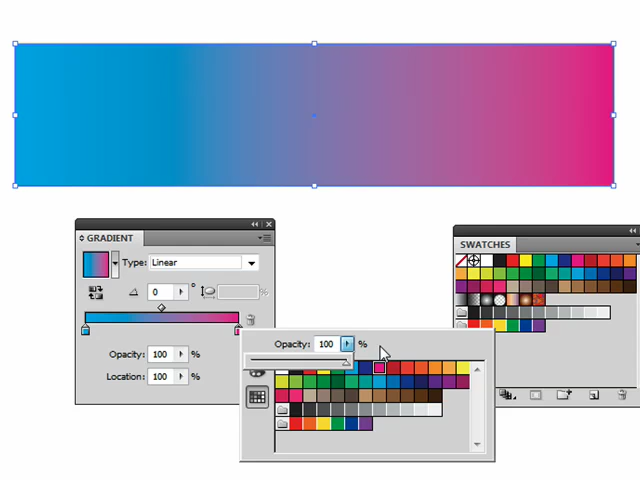 GRADIENT
Type: Linear
0 ° %
Opacity: 100 %
Location: 100 %
Opacity: 100 %
SWATCHES